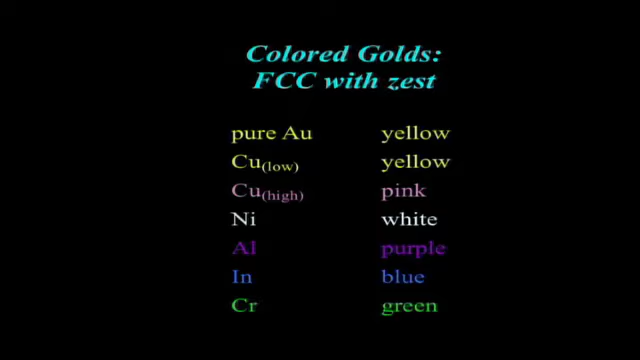 Colored Golds:
FCC with zest
pure Au yellow
Cu(low) yellow
Cu(high) pink
Ni white
Al purple
In blue
Cr green